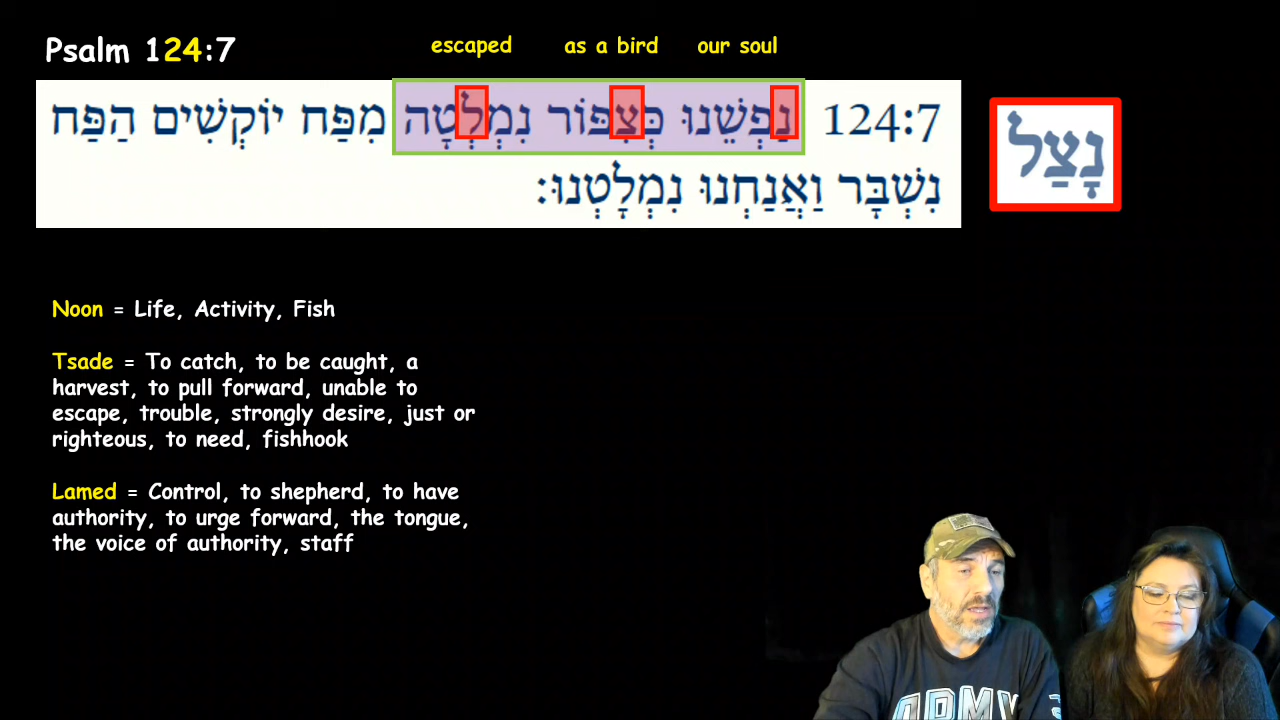 Psalm 124:7
escaped as a bird our soul
124:7 נַפְשֵׁנוּ כְּצִפּוֹר נִמְלְטָה מִפַּח יוֹקְשִׁים הַפַּח
נִשְׁבָּר וַאֲנַחְנוּ נִמְלָטְנוּ:
נָצַל
Noon = Life, Activity, Fish
Tsade = To catch, to be caught, a
harvest, to pull forward, unable to
escape, trouble, strongly desire, just or
righteous, to need, fishhook
Lamed = Control, to shepherd, to have
authority, to urge forward, the tongue,
the voice of authority, staff
ARMY